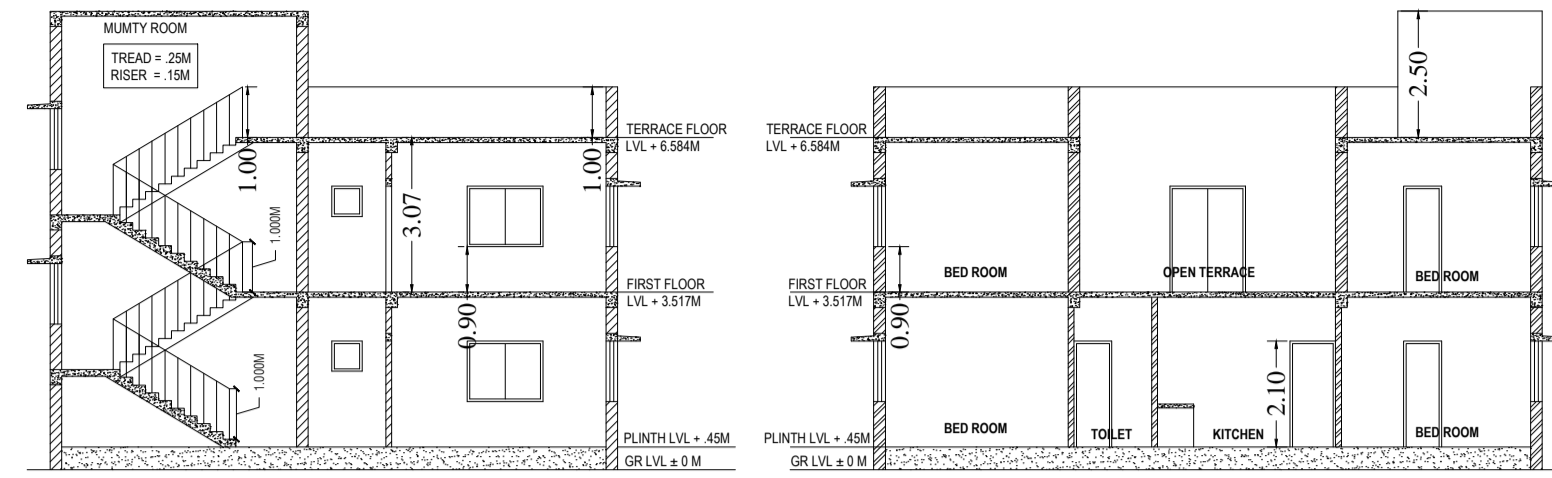 MUMTY ROOM
TREAD = .25M
RISER = .15M
1.00
1.00
3.07
1.000M
0.90
1.000M
TERRACE FLOOR
LVL + 6.584M
FIRST FLOOR
LVL + 3.517M
PLINTH LVL + .45M
GR LVL ± 0 M
2.50
TERRACE FLOOR
LVL + 6.584M
BED ROOM
OPEN TERRACE
BED ROOM
FIRST FLOOR
LVL + 3.517M
0.90
2.10
BED ROOM
TOILET
KITCHEN
BED ROOM
PLINTH LVL + .45M
GR LVL ± 0 M